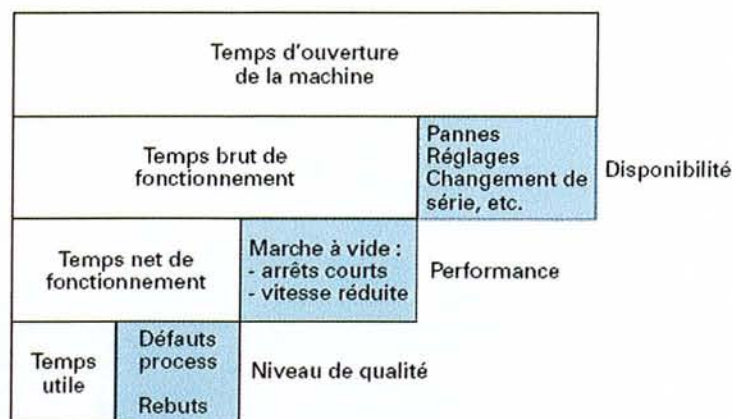 Temps d'ouverture
de la machine
Temps brut de
fonctionnement
Pannes
Réglages
Changement de
série, etc.
Disponibilité
Temps net de
fonctionnement
Marche à vide :
- arrêts courts
- vitesse réduite
Performance
Temps
utile
Défauts
process
Rebuts
Niveau de qualité